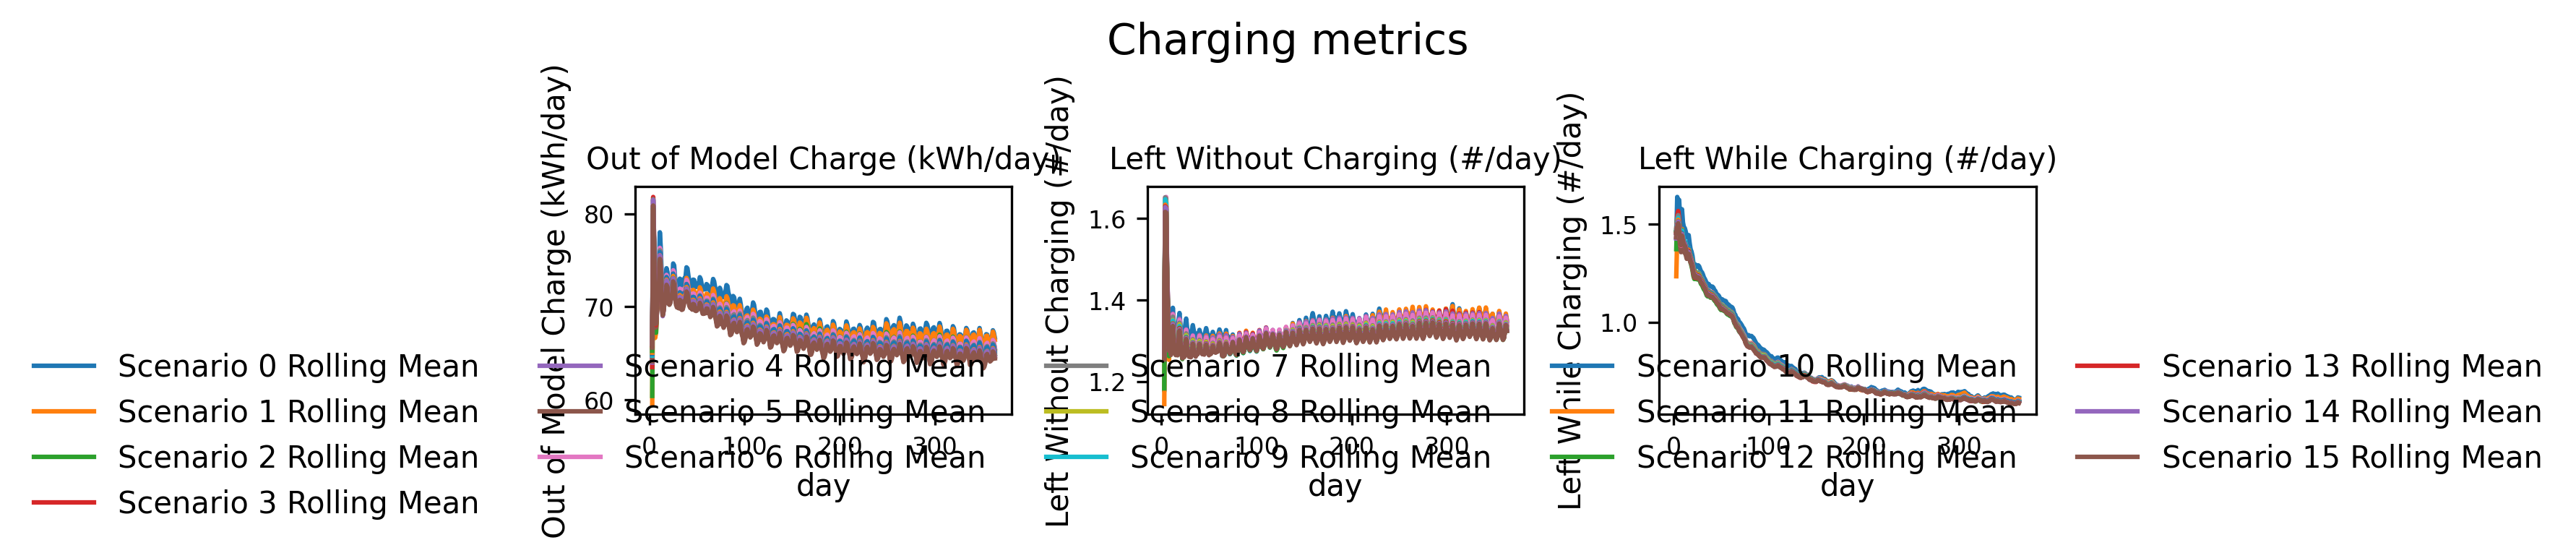 Charging metrics
Out of Model Charge (kWh/day)
Left Without Charging (#/day)
Left While Charging (#/day)
Out of Model Charge (kWh/day)
80
70
60
0
100
200
300
day
Left Without Charging (#/day)
1.6
1.4
1.2
0
100
200
300
day
Left While Charging (#/day)
1.5
1.0
0
100
200
300
day
Scenario 0 Rolling Mean
Scenario 1 Rolling Mean
Scenario 2 Rolling Mean
Scenario 3 Rolling Mean
Scenario 4 Rolling Mean
Scenario 5 Rolling Mean
Scenario 6 Rolling Mean
Scenario 7 Rolling Mean
Scenario 8 Rolling Mean
Scenario 9 Rolling Mean
Scenario 10 Rolling Mean
Scenario 11 Rolling Mean
Scenario 12 Rolling Mean
Scenario 13 Rolling Mean
Scenario 14 Rolling Mean
Scenario 15 Rolling Mean